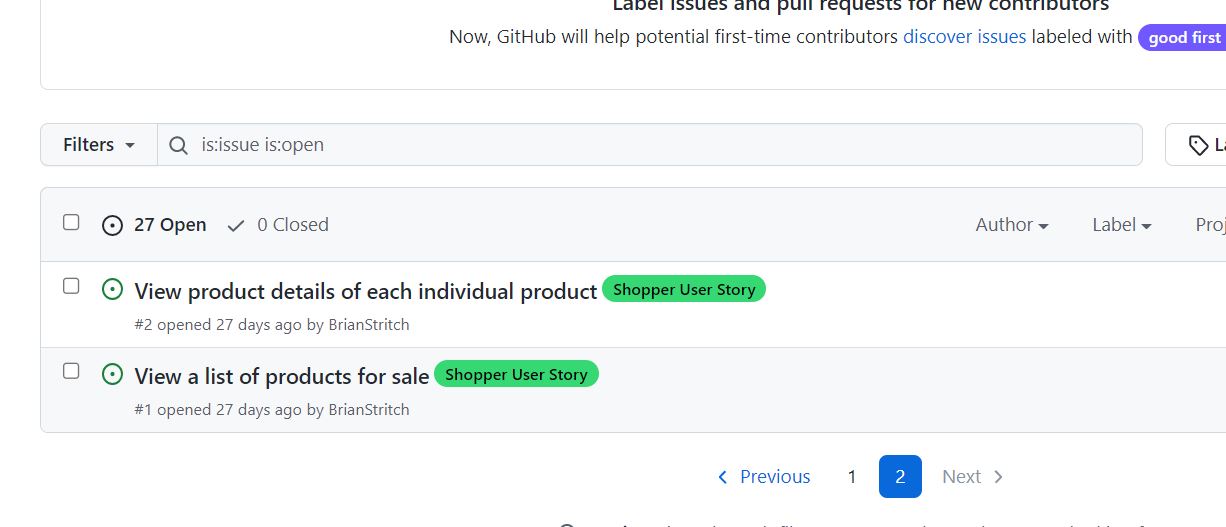 Label issues and pull requests for new contributors
Now, GitHub will help potential first-time contributors discover issues labeled with good first
Filters is:issue is:open
27 Open 0 Closed Author Label
View product details of each individual product Shopper User Story
#2 opened 27 days ago by BrianStritch
View a list of products for sale Shopper User Story
#1 opened 27 days ago by BrianStritch
Previous 1 2 Next